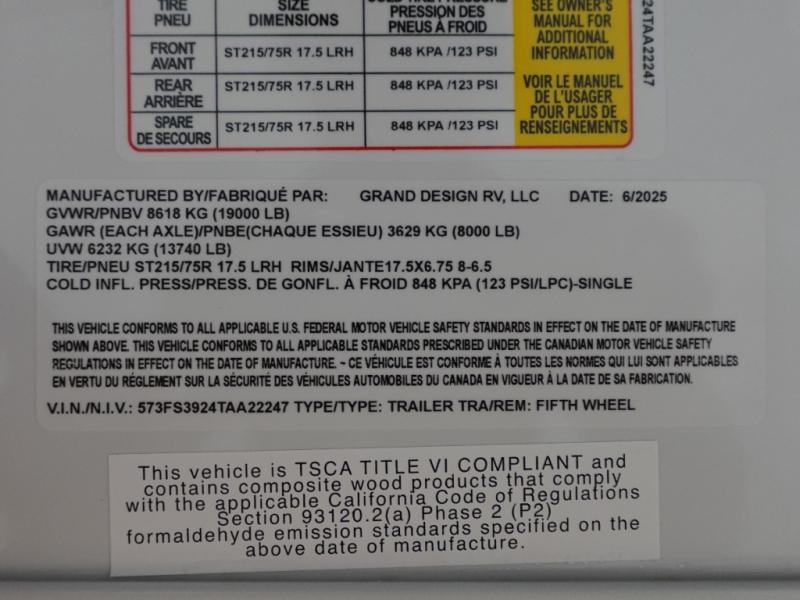 TIRE SIZE COLD TIRE PRESSURE SEE OWNER'S
PNEU DIMENSIONS PRESSION DES MANUAL FOR
PNEUS À FROID ADDITIONAL
INFORMATION
FRONT ST215/75R 17.5 LRH 848 KPA /123 PSI
AVANT
REAR ST215/75R 17.5 LRH 848 KPA /123 PSI
ARRIÈRE
SPARE ST215/75R 17.5 LRH 848 KPA /123 PSI
DE SECOURS
VOIR LE MANUEL
DE L'USAGER
POUR PLUS DE
RENSEIGNEMENTS
24TAA22247
MANUFACTURED BY/FABRIQUÉ PAR: GRAND DESIGN RV, LLC DATE: 6/2025
GVWR/PNBV 8618 KG (19000 LB)
GAWR (EACH AXLE)/PNBE(CHAQUE ESSIEU) 3629 KG (8000 LB)
UVW 6232 KG (13740 LB)
TIRE/PNEU ST215/75R 17.5 LRH RIMS/JANTE17.5X6.75 8-6.5
COLD INFL. PRESS/PRESS. DE GONFL. À FROID 848 KPA (123 PSI/LPC)-SINGLE
THIS VEHICLE CONFORMS TO ALL APPLICABLE U.S. FEDERAL MOTOR VEHICLE SAFETY STANDARDS IN EFFECT ON THE DATE OF MANUFACTURE
SHOWN ABOVE. THIS VEHICLE CONFORMS TO ALL APPLICABLE STANDARDS PRESCRIBED UNDER THE CANADIAN MOTOR VEHICLE SAFETY
REGULATIONS IN EFFECT ON THE DATE OF MANUFACTURE. ~ CE VÉHICULE EST CONFORME À TOUTES LES NORMES QUI LUI SONT APPLICABLES
EN VERTU DU RÉGLEMENT SUR LA SÉCURITÉ DES VÉHICULES AUTOMOBILES DU CANADA EN VIGUEUR À LA DATE DE SA FABRICATION.
V.I.N./N.I.V.: 573FS3924TAA22247 TYPE/TYPE: TRAILER TRA/REM: FIFTH WHEEL
This vehicle is TSCA TITLE VI COMPLIANT and
contains composite wood products that comply
with the applicable California Code of Regulations
Section 93120.2(a) Phase 2 (P2)
formaldehyde emission standards specified on the
above date of manufacture.